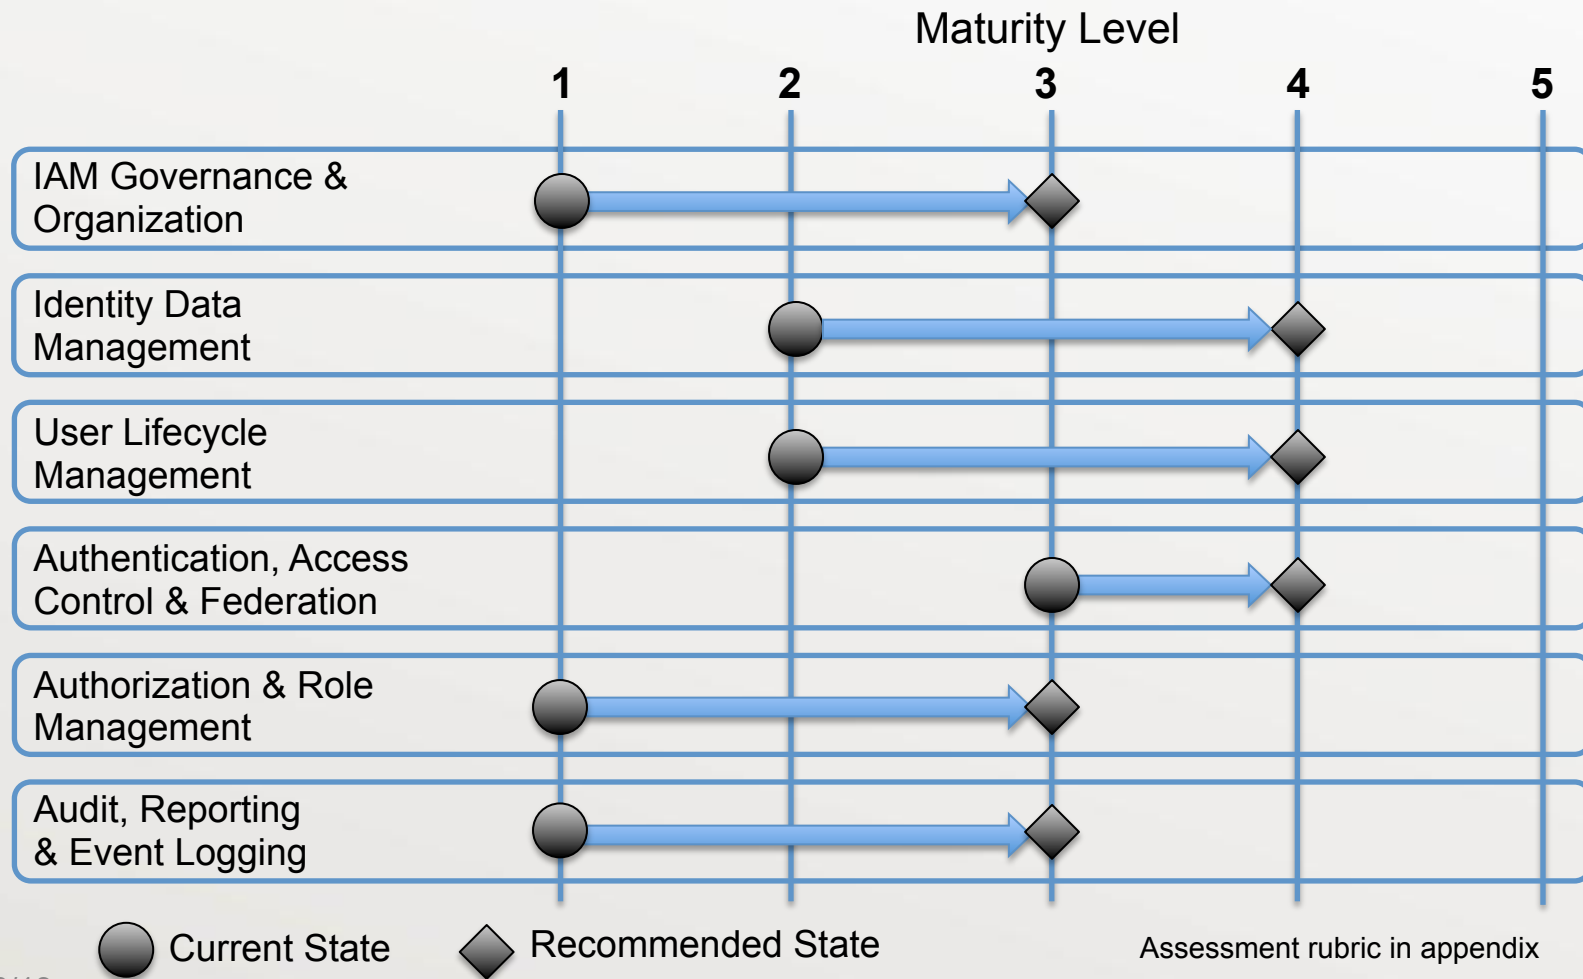 Maturity Level
1 2 3 4 5
IAM Governance &
Organization
Identity Data
Management
User Lifecycle
Management
Authentication, Access
Control & Federation
Authorization & Role
Management
Audit, Reporting
& Event Logging
Current State
Recommended State
Assessment rubric in appendix